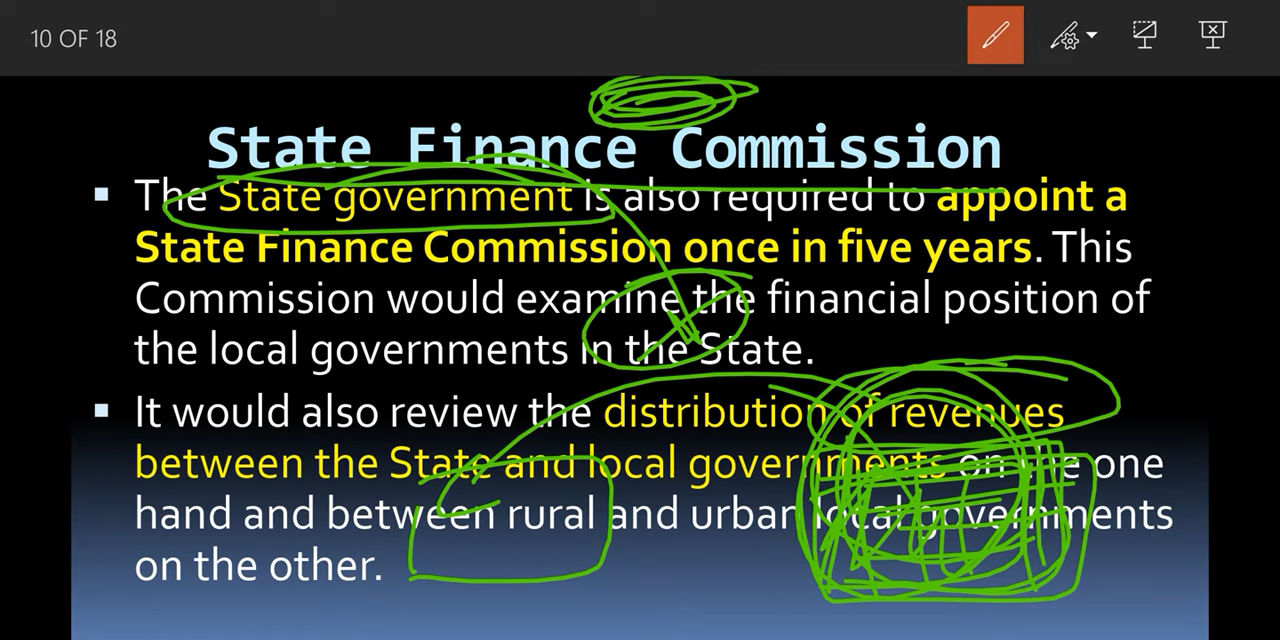 10 OF 18
State Finance Commission
▪ The State government is also required to appoint a
State Finance Commission once in five years. This
Commission would examine the financial position of
the local governments in the State.
▪ It would also review the distribution of revenues
between the State and local governments on the one
hand and between rural and urban local governments
on the other.